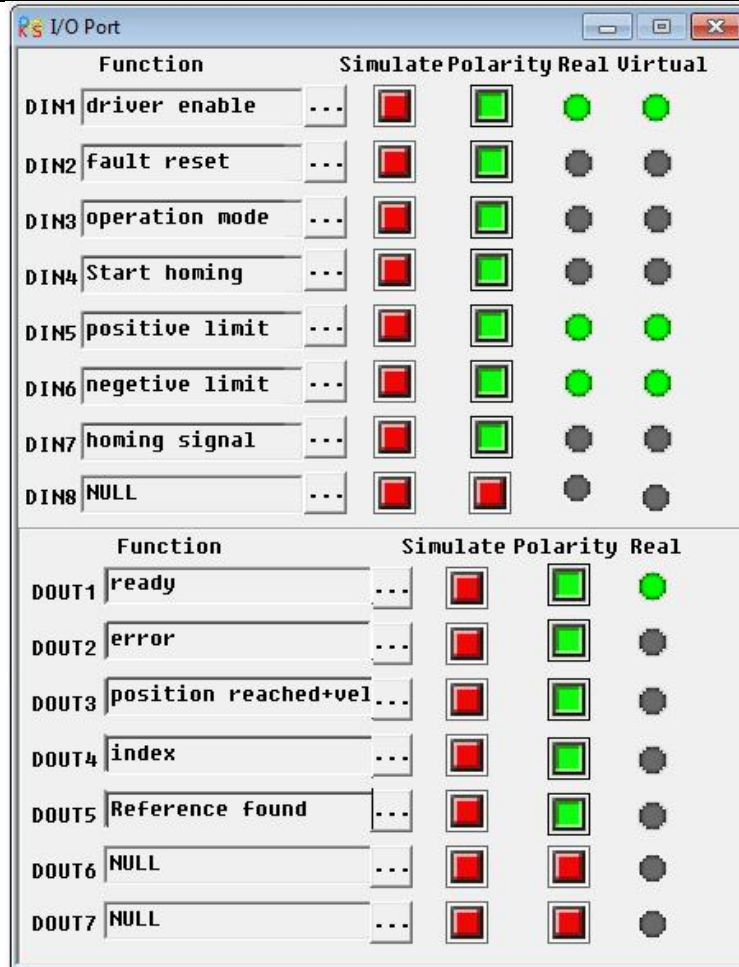 I/O Port
Function Simulate Polarity Real Virtual
DIN1 driver enable ...
DIN2 fault reset ...
DIN3 operation mode ...
DIN4 Start homing ...
DIN5 positive limit ...
DIN6 negetive limit ...
DIN7 homing signal ...
DIN8 NULL ...
Function Simulate Polarity Real
DOUT1 ready ...
DOUT2 error ...
DOUT3 position reached+vel ...
DOUT4 index ...
DOUT5 Reference found ...
DOUT6 NULL ...
DOUT7 NULL ...